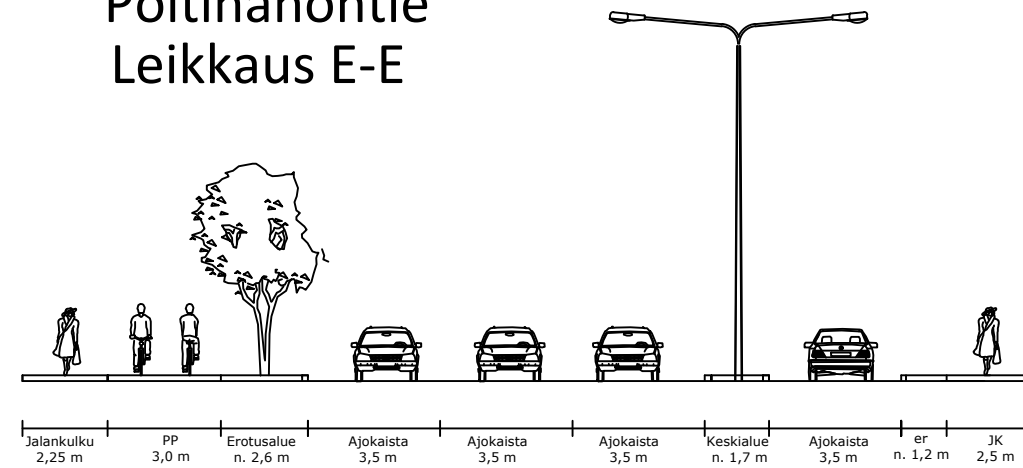 Poltinahontie
Leikkaus E-E
Jalankulku
2,25 m
PP
3,0 m
Erotusalue
n. 2,6 m
Ajokaista
3,5 m
Ajokaista
3,5 m
Ajokaista
3,5 m
Keskialue
n. 1,7 m
Ajokaista
3,5 m
er
n. 1,2 m
JK
2,5 m